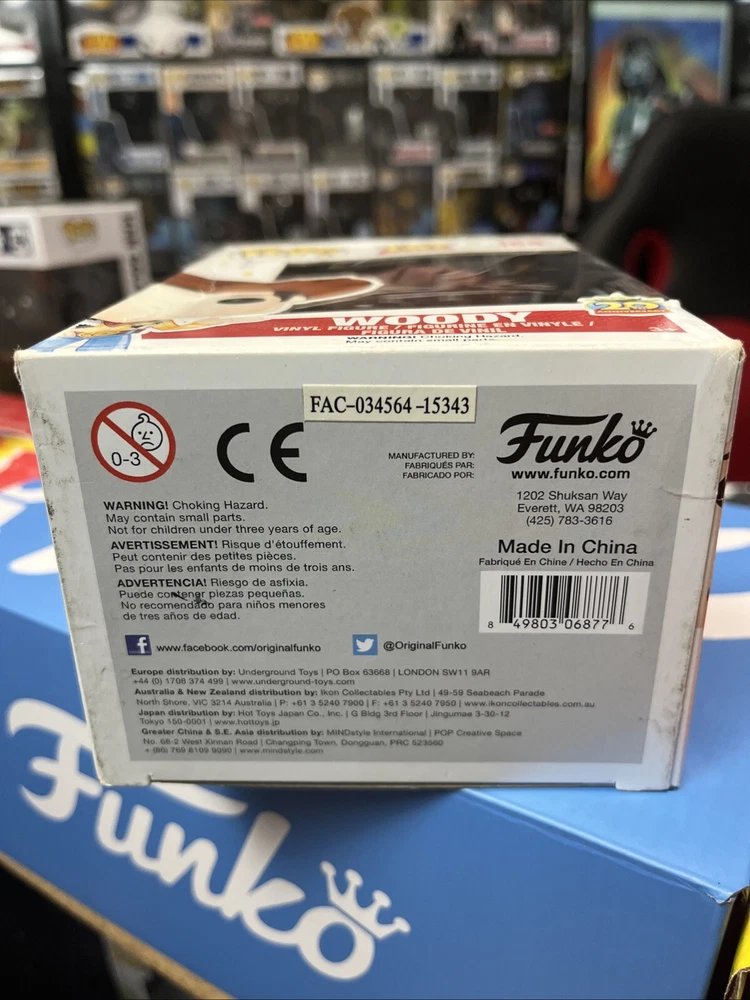 WOODY
VINYL FIGURE / FIGURINE EN VINYLE /
FIGURA DE VINIL
WARNING! Choking Hazard.
May contain small parts.
20
FAC-034564-15343
0-3
CE
MANUFACTURED BY:
FABRIQUÉS PAR:
FABRICADO POR:
Funko
www.funko.com
1202 Shuksan Way
Everett, WA 98203
(425) 783-3616
Made In China
Fabriqué En Chine / Hecho En China
8 49803 06877 6
WARNING! Choking Hazard.
May contain small parts.
Not for children under three years of age.
AVERTISSEMENT! Risque d'étouffement.
Peut contenir des petites pièces.
Pas pour les enfants de moins de trois ans.
ADVERTENCIA! Riesgo de asfixia.
Puede contener piezas pequeñas.
No recomendado para niños menores
de tres años de edad.
f www.facebook.com/originalfunko
@OriginalFunko
Europe distribution by: Underground Toys | PO Box 63668 | LONDON SW11 9AR
+44 (0) 1708 374 499 | www.underground-toys.com
Australia & New Zealand distribution by: Ikon Collectables Pty Ltd | 49-59 Seabeach Parade
North Shore, VIC 3214 Australia | P: +61 3 5240 7900 | F: +61 3 5240 7950 | www.ikoncollectables.com.au
Japan distribution by: Hot Toys Japan Co., Inc. | G Bldg 3rd Floor | Jingumae 3-30-12
Tokyo 150-0001 | www.hottoys.jp
Greater China & S.E. Asia distribution by: MINDstyle International | POP Creative Space
No. 68-2 West Xinnan Road | Changping Town, Dongguan, PRC 523560
+ (86) 769 8109 9090 | www.mindstyle.com
Funko